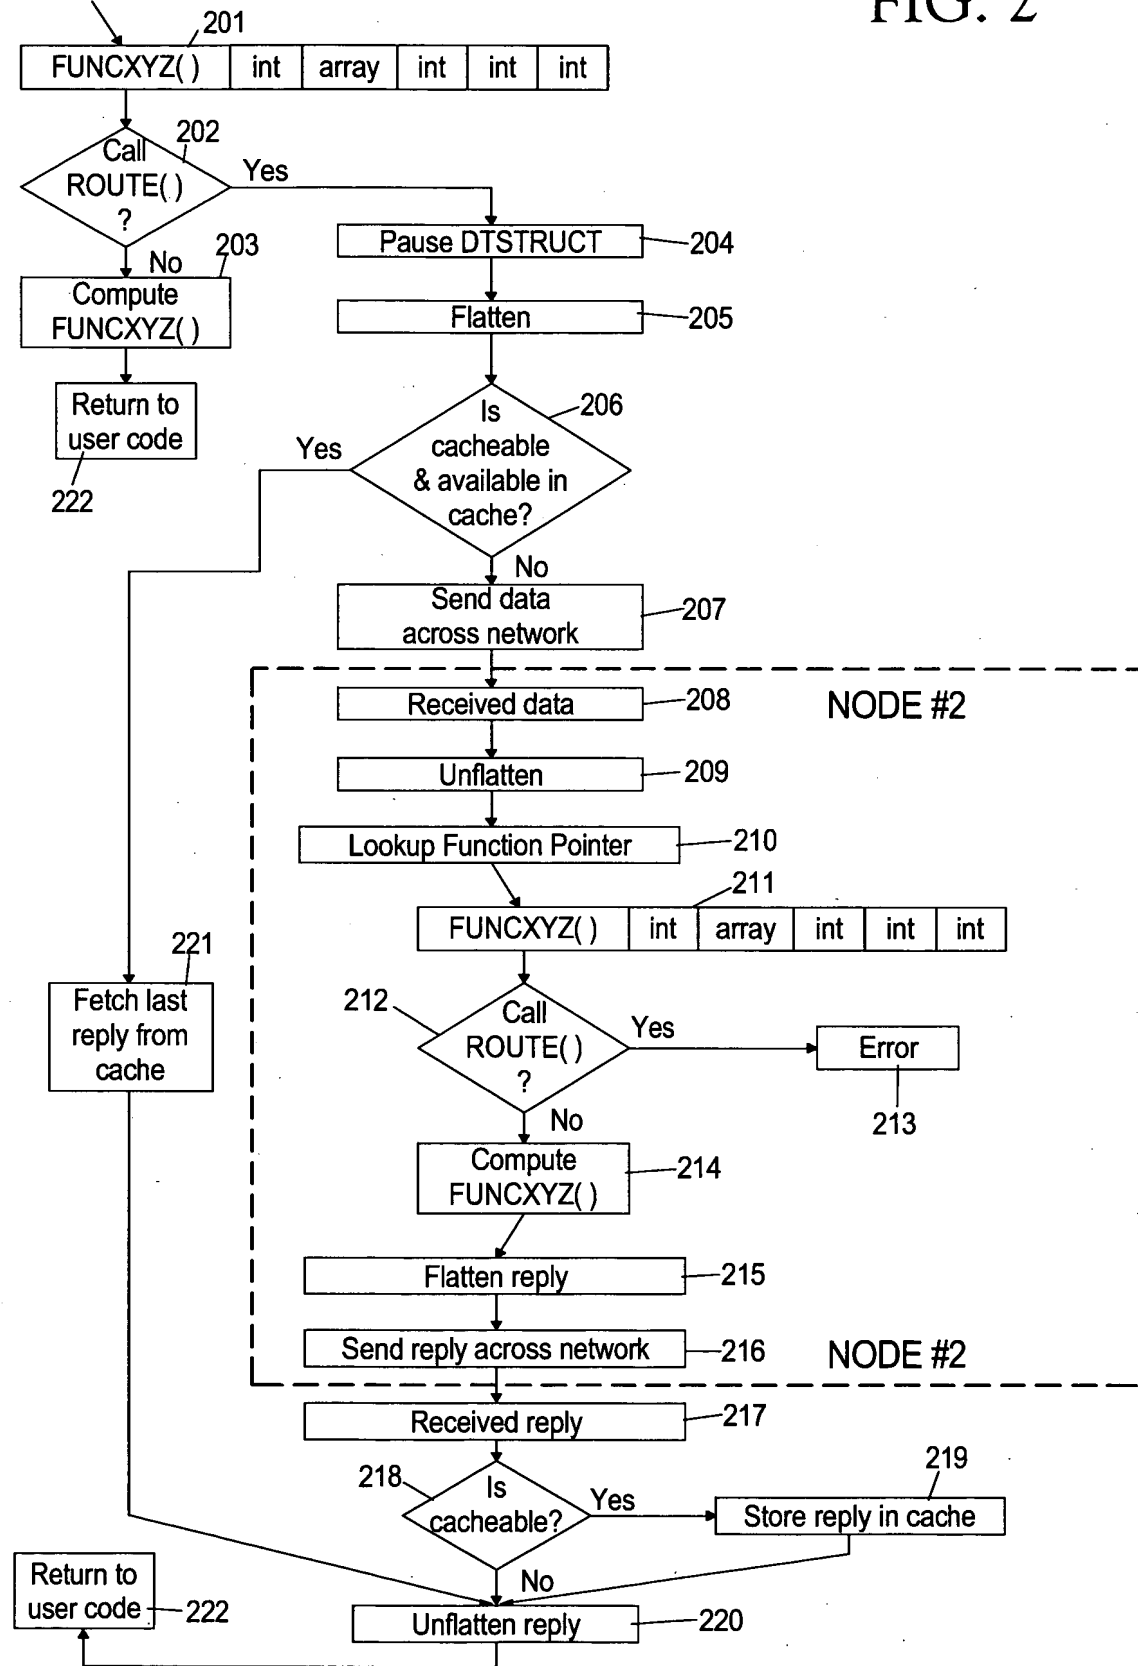 FIG. 2
201
FUNCXYZ( ) int array int int int
202
Call
ROUTE( )
?
Yes
No
203
Compute
FUNCXYZ( )
Return to
user code
222
Pause DTSTRUCT
204
Flatten
205
206
Is
cacheable
& available in
cache?
Yes
No
Send data
across network
207
NODE #2
Received data
208
Unflatten
209
Lookup Function Pointer
210
211
FUNCXYZ( ) int array int int int
212
Call
ROUTE( )
?
Yes
Error
213
No
Compute
FUNCXYZ( )
214
Flatten reply
215
Send reply across network
216
NODE #2
221
Fetch last
reply from
cache
Received reply
217
218
Is
cacheable?
Yes
219
Store reply in cache
No
Unflatten reply
220
Return to
user code
222